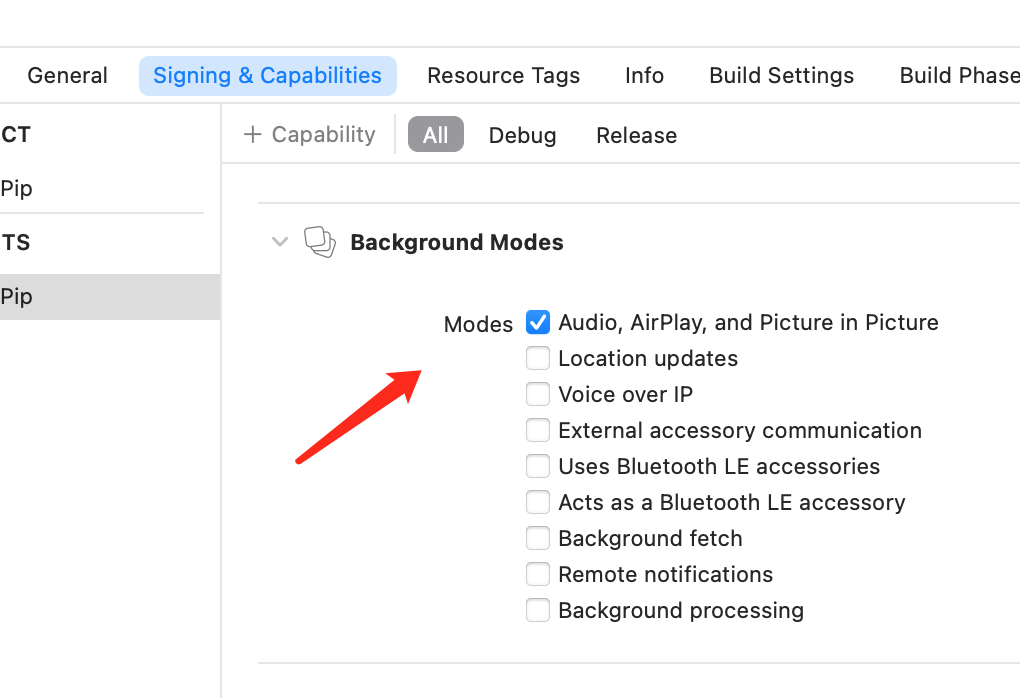 General Signing & Capabilities Resource Tags Info Build Settings Build Phase
CT
+ Capability All Debug Release
Pip
TS
Background Modes
Pip
Modes Audio, AirPlay, and Picture in Picture
Location updates
Voice over IP
External accessory communication
Uses Bluetooth LE accessories
Acts as a Bluetooth LE accessory
Background fetch
Remote notifications
Background processing